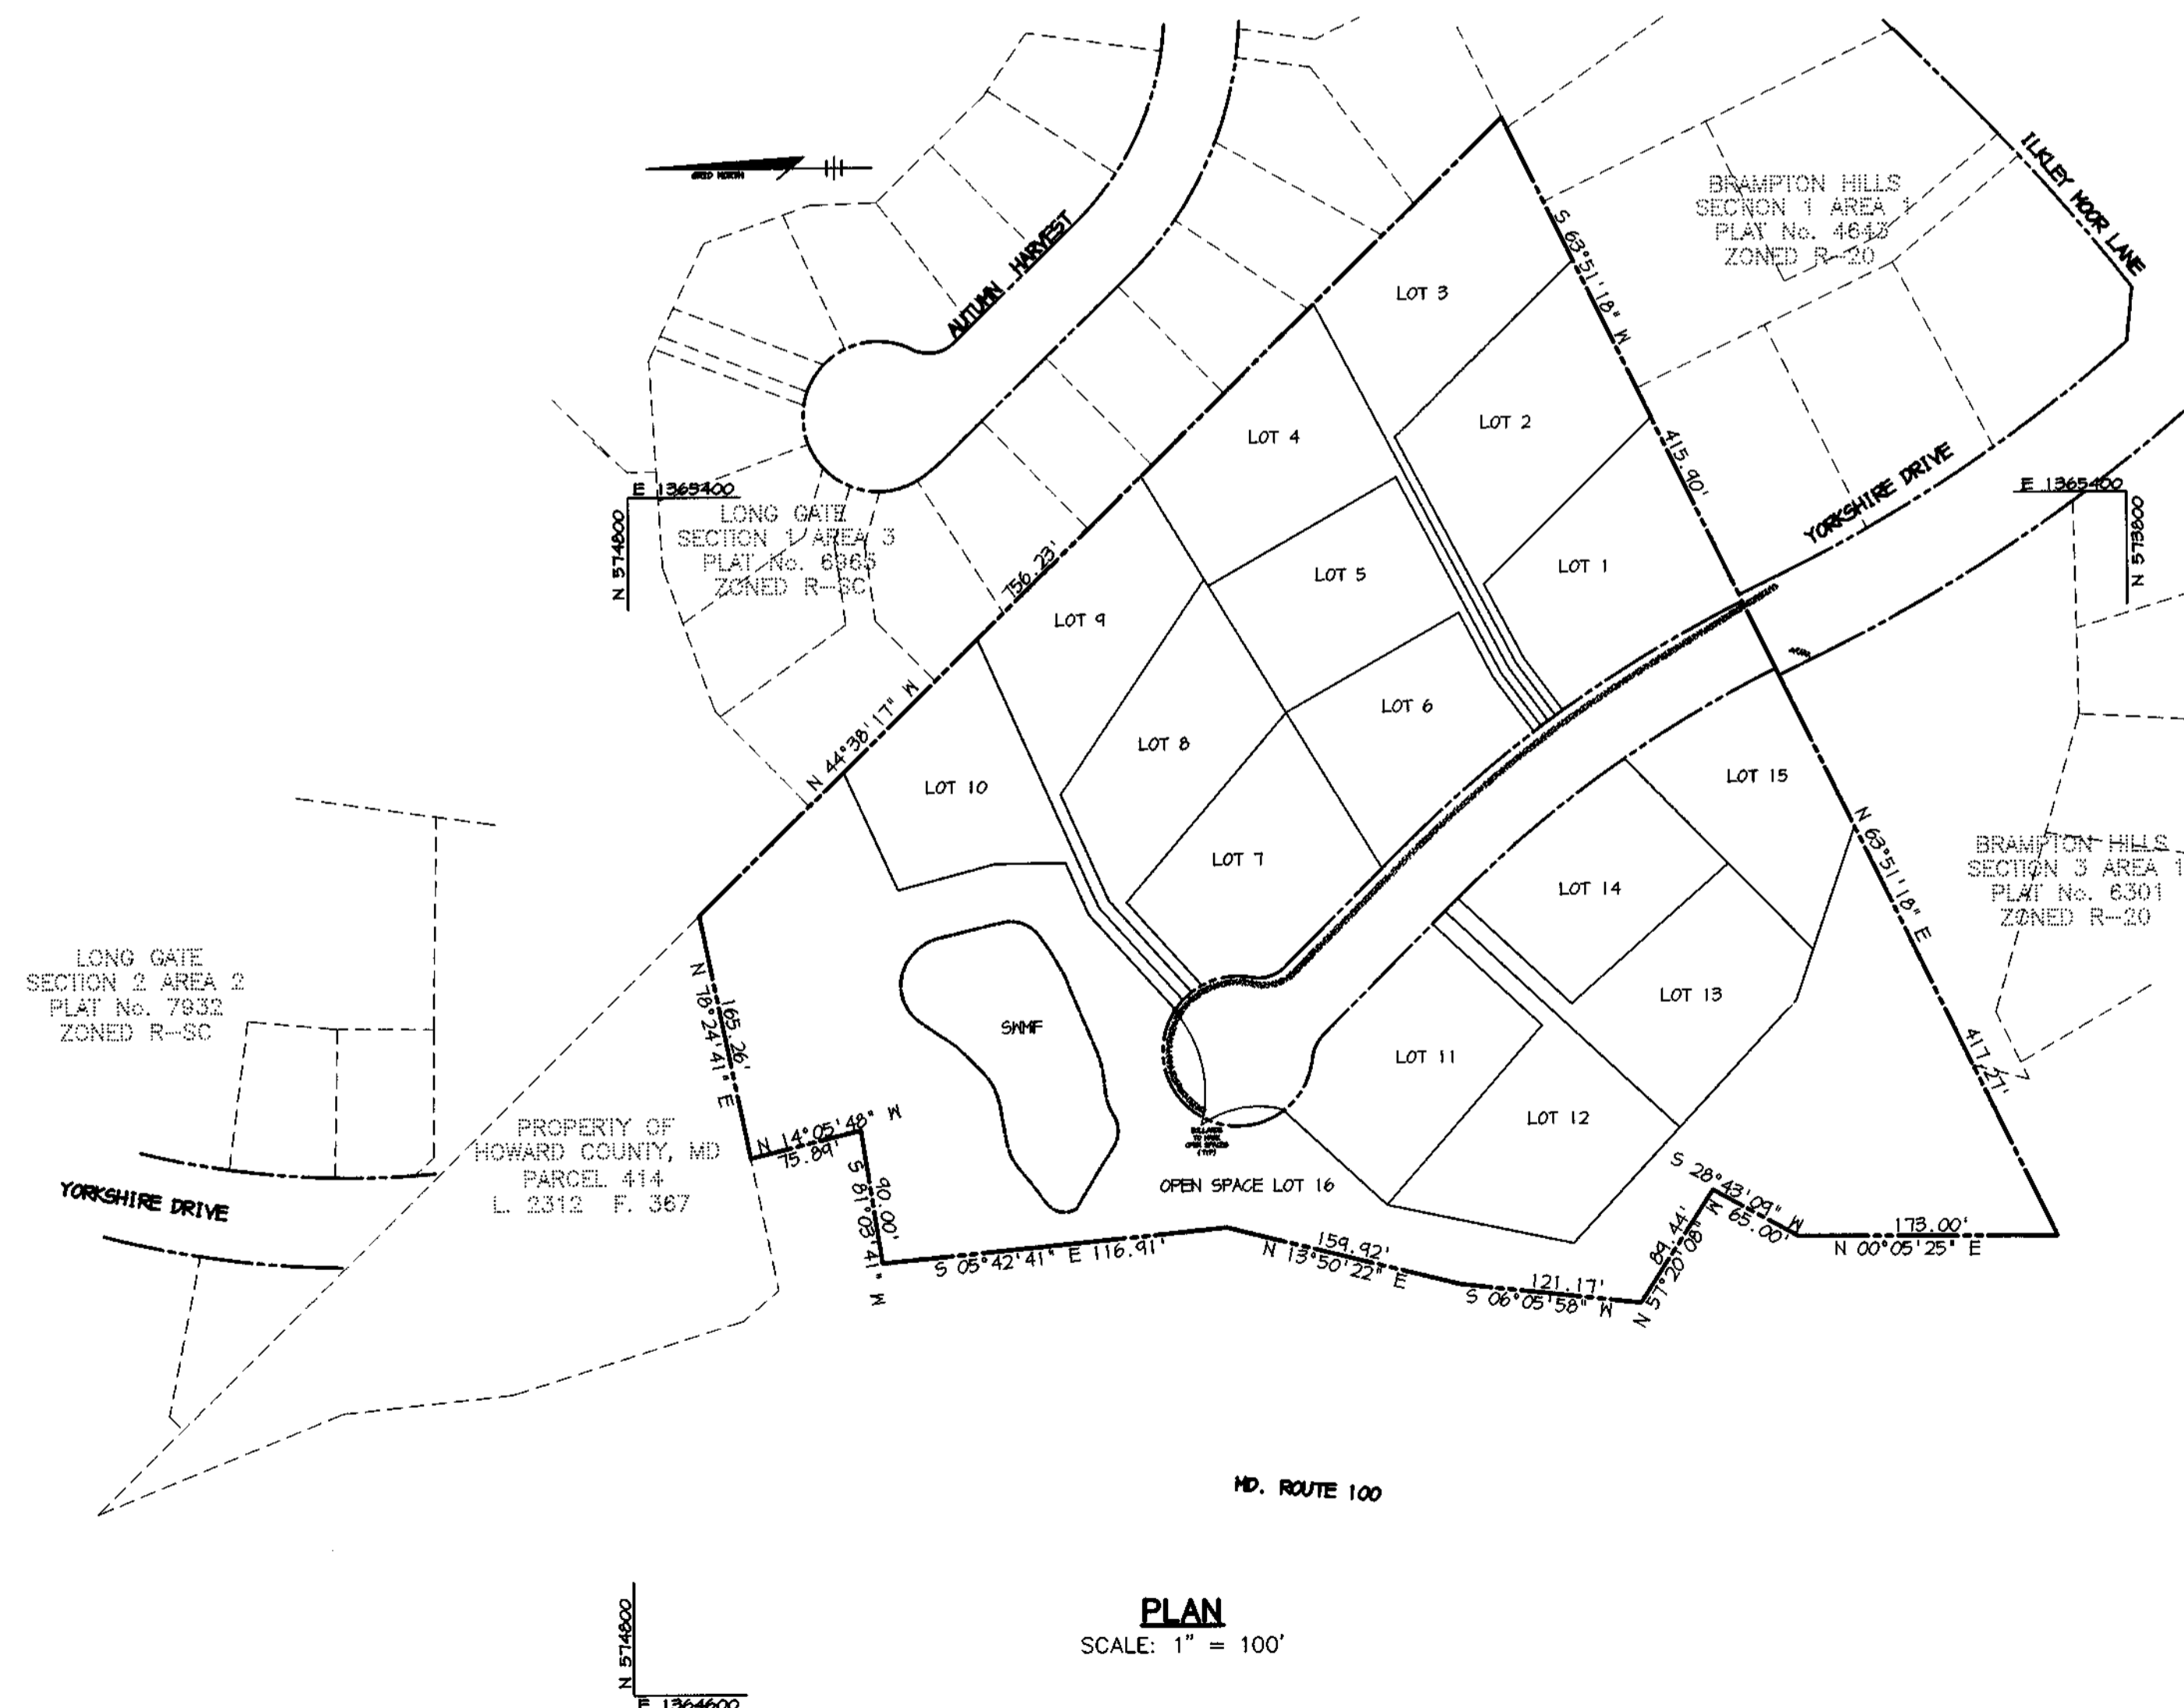 GRID NORTH
AUTUMN HARVEST
ILKLEY MOOR LANE
BRAMPTON HILLS
SECTION 1 AREA 1
PLAT No. 4643
ZONED R-20
S 63°51'18" W
415.90'
LOT 3
LOT 2
LOT 4
LOT 1
LOT 5
LOT 9
LOT 6
LOT 8
LOT 10
LOT 7
LOT 15
LOT 14
LOT 13
LOT 11
LOT 12
YORKSHIRE DRIVE
E 1365400
N 574800
E 1365400
N 573800
LONG GATE
SECTION 1 AREA 3
PLAT No. 6965
ZONED R-SC
756.23'
N 44°38'17" W
N 63°51'18" E
417.27'
BRAMPTON HILLS
SECTION 3 AREA 1
PLAT No. 6301
ZONED R-20
LONG GATE
SECTION 2 AREA 2
PLAT No. 7932
ZONED R-SC
165.26'
N 78°24'41" E
SWMF
PROPERTY OF
HOWARD COUNTY, MD
PARCEL 414
L. 2312 F. 367
N 14°05'48" W
75.89'
90.00'
S 81°03'41" W
BOLLARDS
TO MARK
OPEN SPACES
(TYP)
OPEN SPACE LOT 16
YORKSHIRE DRIVE
S 05°42'41" E 116.91'
159.92'
N 13°50'22" E
121.17'
S 06°05'58" W
89.44'
N 57°20'08" W
S 28°43'09" W
65.00'
173.00'
N 00°05'25" E
MD. ROUTE 100
PLAN
SCALE: 1" = 100'
N 574800
E 1364600